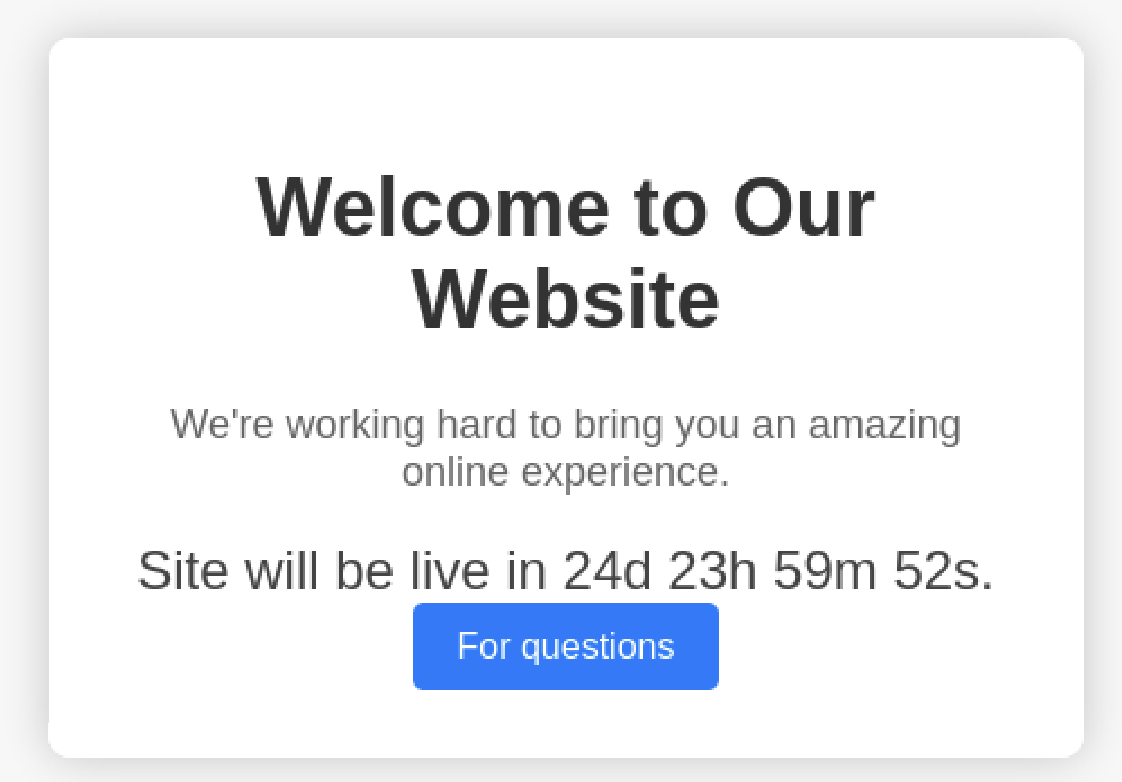 Welcome to Our
Website
We're working hard to bring you an amazing
online experience.
Site will be live in 24d 23h 59m 52s.
For questions